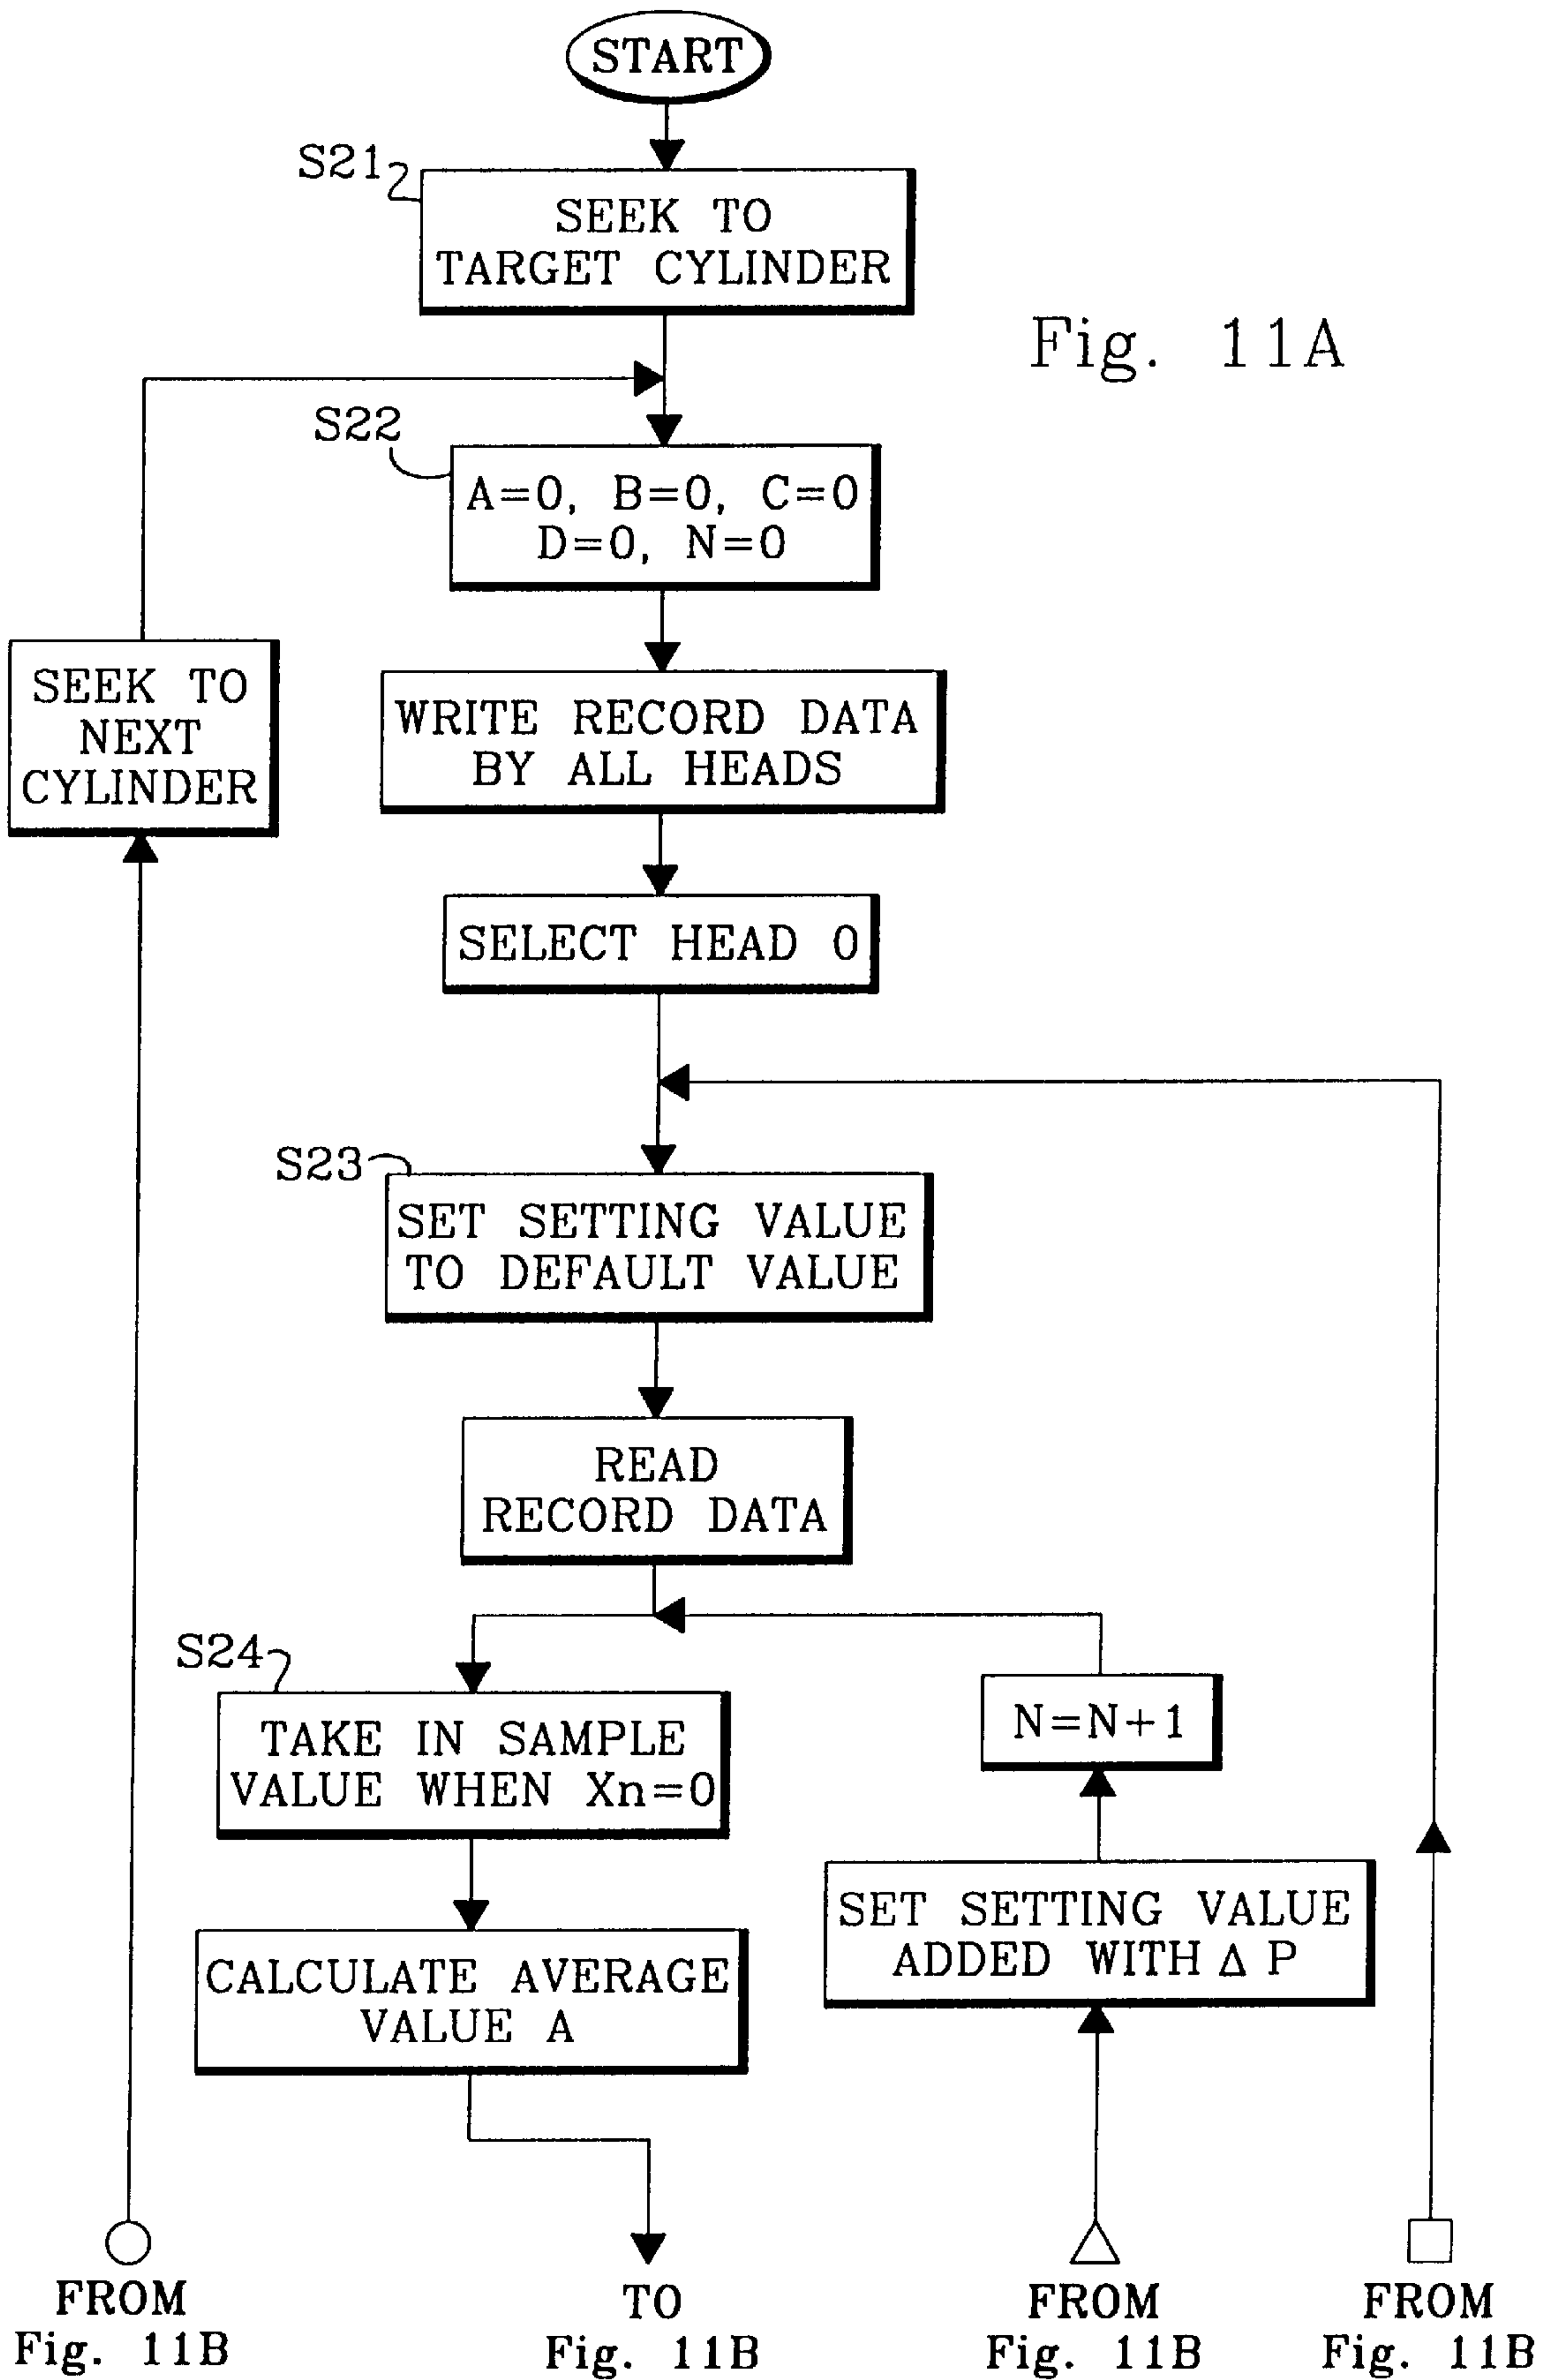 START
S21
SEEK TO
TARGET CYLINDER
Fig. 11A
S22
A=0, B=0, C=0
D=0, N=0
SEEK TO
NEXT
CYLINDER
WRITE RECORD DATA
BY ALL HEADS
SELECT HEAD 0
S23
SET SETTING VALUE
TO DEFAULT VALUE
READ
RECORD DATA
S24
TAKE IN SAMPLE
VALUE WHEN Xn=0
N=N+1
SET SETTING VALUE
ADDED WITH Δ P
CALCULATE AVERAGE
VALUE A
FROM
Fig. 11B
TO
Fig. 11B
FROM
Fig. 11B
FROM
Fig. 11B